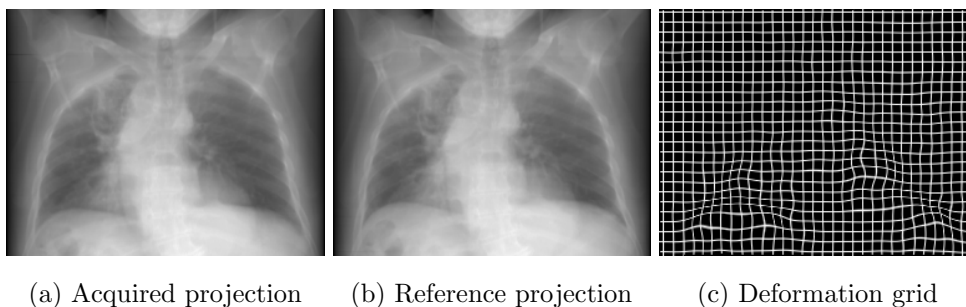 (a) Acquired projection
(b) Reference projection
(c) Deformation grid